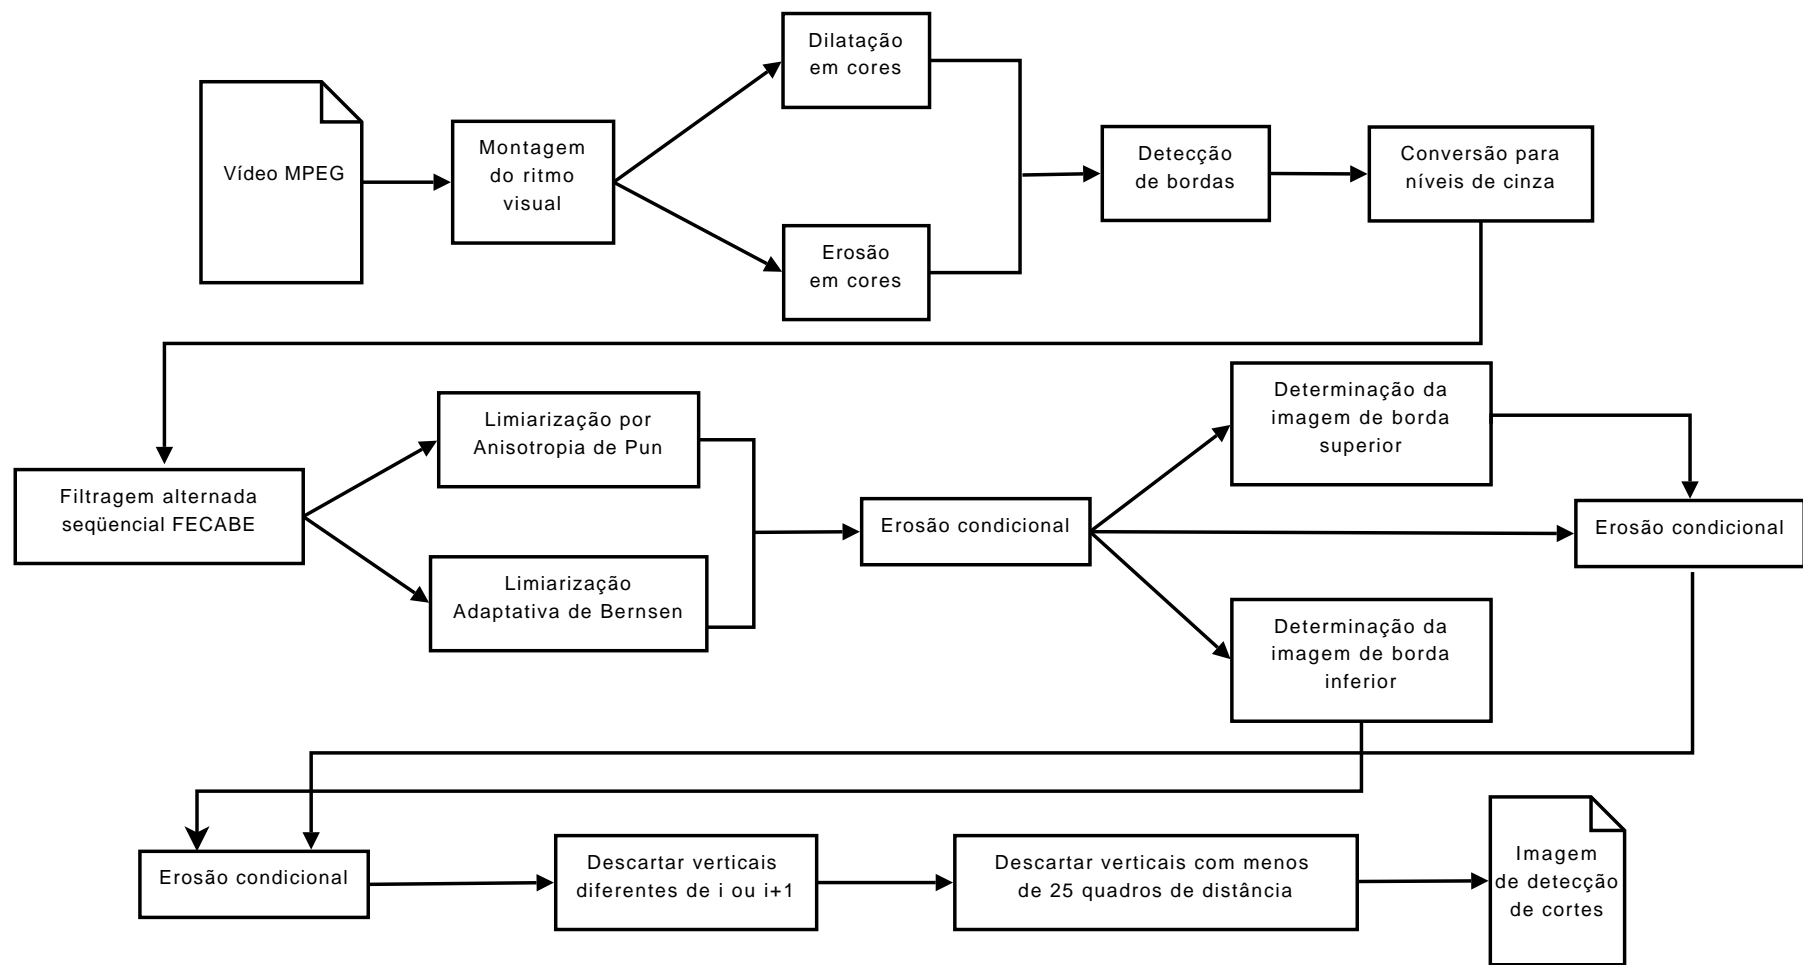 Dilatação
em cores
Vídeo MPEG
Montagem
do ritmo
visual
Erosão
em cores
Detecção
de bordas
Conversão para
níveis de cinza
Filtragem alternada
seqüencial FECABE
Limiarização por
Anisotropia de Pun
Limiarização
Adaptativa de Bernsen
Erosão condicional
Determinação da
imagem de borda
superior
Determinação da
imagem de borda
inferior
Erosão condicional
Erosão condicional
Descartar verticais
diferentes de i ou i+1
Descartar verticais com menos
de 25 quadros de distância
Imagem
de detecção
de cortes